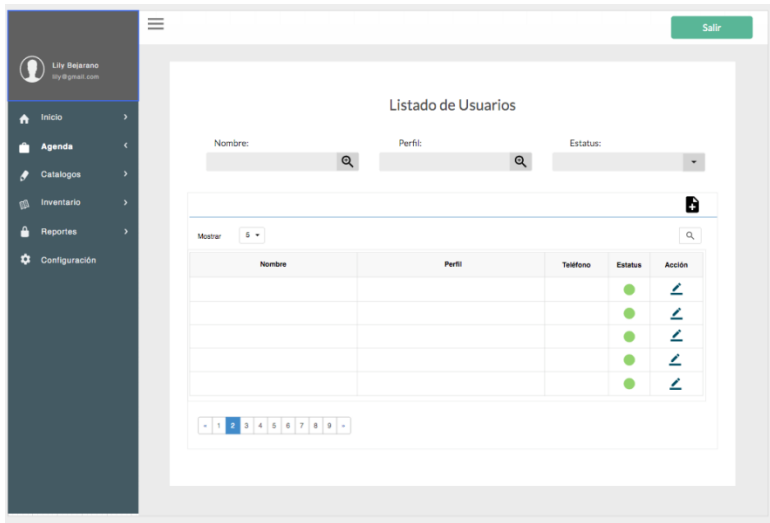 Salir
Lily Bejarano
lily@gmail.com
Inicio
Agenda
Catalogos
Inventario
Reportes
Configuración
Listado de Usuarios
Nombre: Perfil: Estatus:
Mostrar 5
Nombre Perfil Teléfono Estatus Acción
« 1 2 3 4 5 6 7 8 9 »